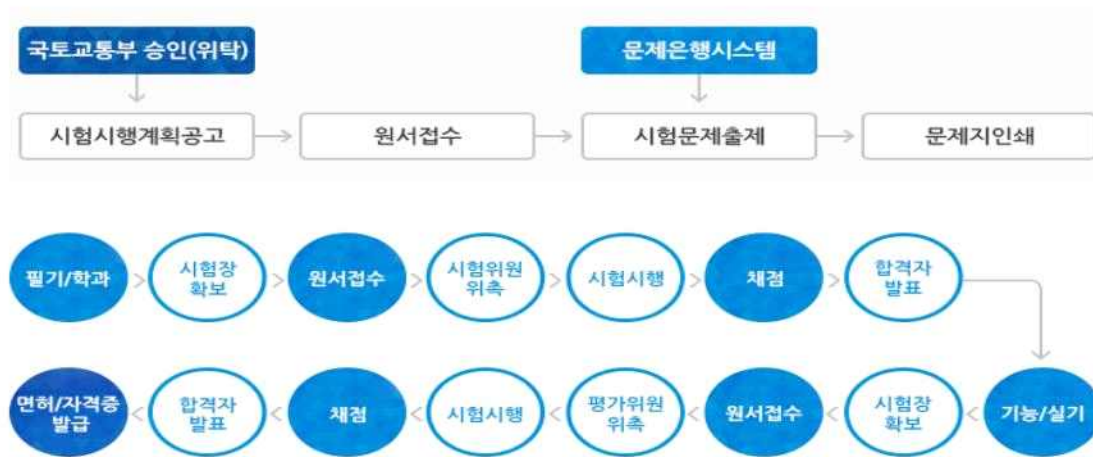 국토교통부 승인(위탁)
문제은행시스템
시험시행계획공고
원서접수
시험문제출제
문제지인쇄
필기/학과
시험장
확보
원서접수
시험위원
위촉
시험시행
채점
합격자
발표
기능/실기
시험장
확보
원서접수
평가위원
위촉
시험시행
채점
합격자
발표
면허/자격증
발급